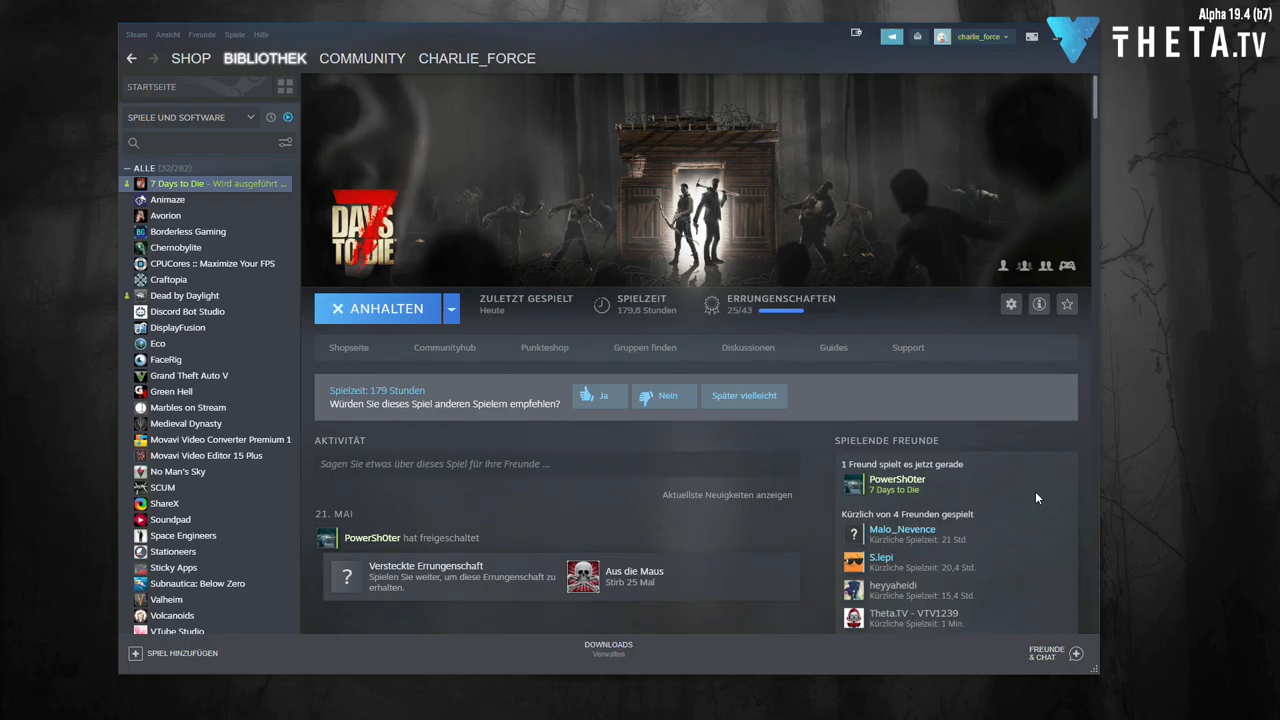 Alpha 19.4 (b7)
THETA.TV
Steam Ansicht Freunde Spiele Hilfe
charlie_force
SHOP BIBLIOTHEK COMMUNITY CHARLIE_FORCE
STARTSEITE
SPIELE UND SOFTWARE
— ALLE (32/282)
7 Days to Die - Wird ausgeführt ...
Animaze
Avorion
Borderless Gaming
Chernobylite
CPUCores :: Maximize Your FPS
Craftopia
Dead by Daylight
Discord Bot Studio
DisplayFusion
Eco
FaceRig
Grand Theft Auto V
Green Hell
Marbles on Stream
Medieval Dynasty
Movavi Video Converter Premium 1
Movavi Video Editor 15 Plus
No Man's Sky
SCUM
ShareX
Soundpad
Space Engineers
Stationeers
Sticky Apps
Subnautica: Below Zero
Valheim
Volcanoids
VTube Studio
SPIEL HINZUFÜGEN
7
DAYS
TO DIE
ANHALTEN
ZULETZT GESPIELT
Heute
SPIELZEIT
179,8 Stunden
ERRUNGENSCHAFTEN
25/43
Shopseite Communityhub Punkteshop Gruppen finden Diskussionen Guides Support
Spielzeit: 179 Stunden
Würden Sie dieses Spiel anderen Spielern empfehlen?
Ja Nein Später vielleicht
AKTIVITÄT
Sagen Sie etwas über dieses Spiel für Ihre Freunde ...
Aktuellste Neuigkeiten anzeigen
21. MAI
PowerSh0ter hat freigeschaltet
Versteckte Errungenschaft
Spielen Sie weiter, um diese Errungenschaft zu
erhalten.
Aus die Maus
Stirb 25 Mal
SPIELENDE FREUNDE
1 Freund spielt es jetzt gerade
PowerSh0ter
7 Days to Die
Kürzlich von 4 Freunden gespielt
Malo_Nevence
Kürzliche Spielzeit: 21 Std.
S.lepi
Kürzliche Spielzeit: 20,4 Std.
heyyaheidi
Kürzliche Spielzeit: 15,4 Std.
Theta.TV - VTV1239
Kürzliche Spielzeit: 1 Min.
DOWNLOADS
Verwalten
FREUNDE
& CHAT